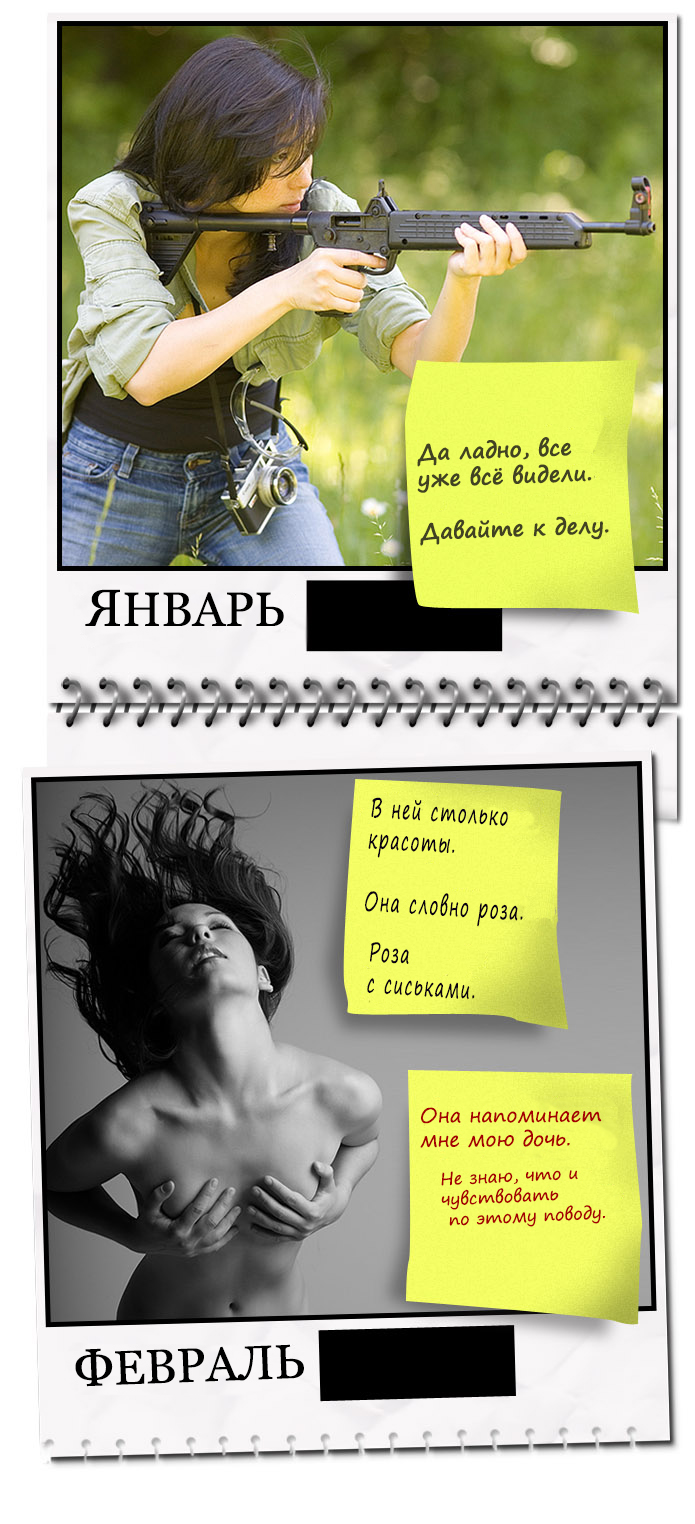 Да ладно, все
уже всё видели.
Давайте к делу.
ЯНВАРЬ
В ней столько
красоты.
Она словно роза.
Роза
с сиськами.
Она напоминает
мне мою дочь.
Не знаю, что и
чувствовать
по этому поводу.
ФЕВРАЛЬ